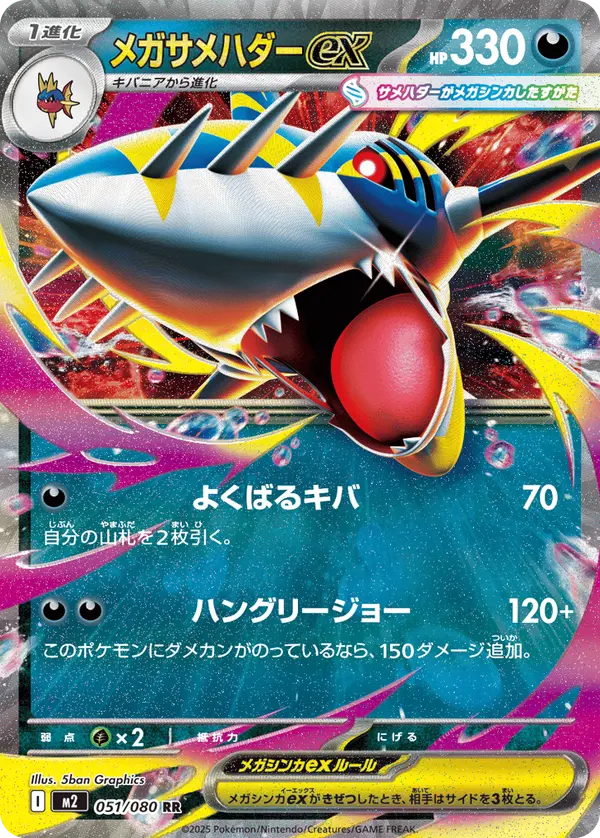 1進化
メガサメハダーex
HP330
キバニアから進化
サメハダーがメガシンカしたすがた
よくばるキバ 70
自分の山札を2枚引く。
ハングリージョー 120+
このポケモンにダメカンがのっているなら、150ダメージ追加。
弱点 ×2 抵抗力 にげる
メガシンカexルール
Illus. 5ban Graphics
メガシンカexがきぜつしたとき、相手はサイドを3枚とる。
I m2 051/080 RR
©2025 Pokémon/Nintendo/Creatures/GAME FREAK.